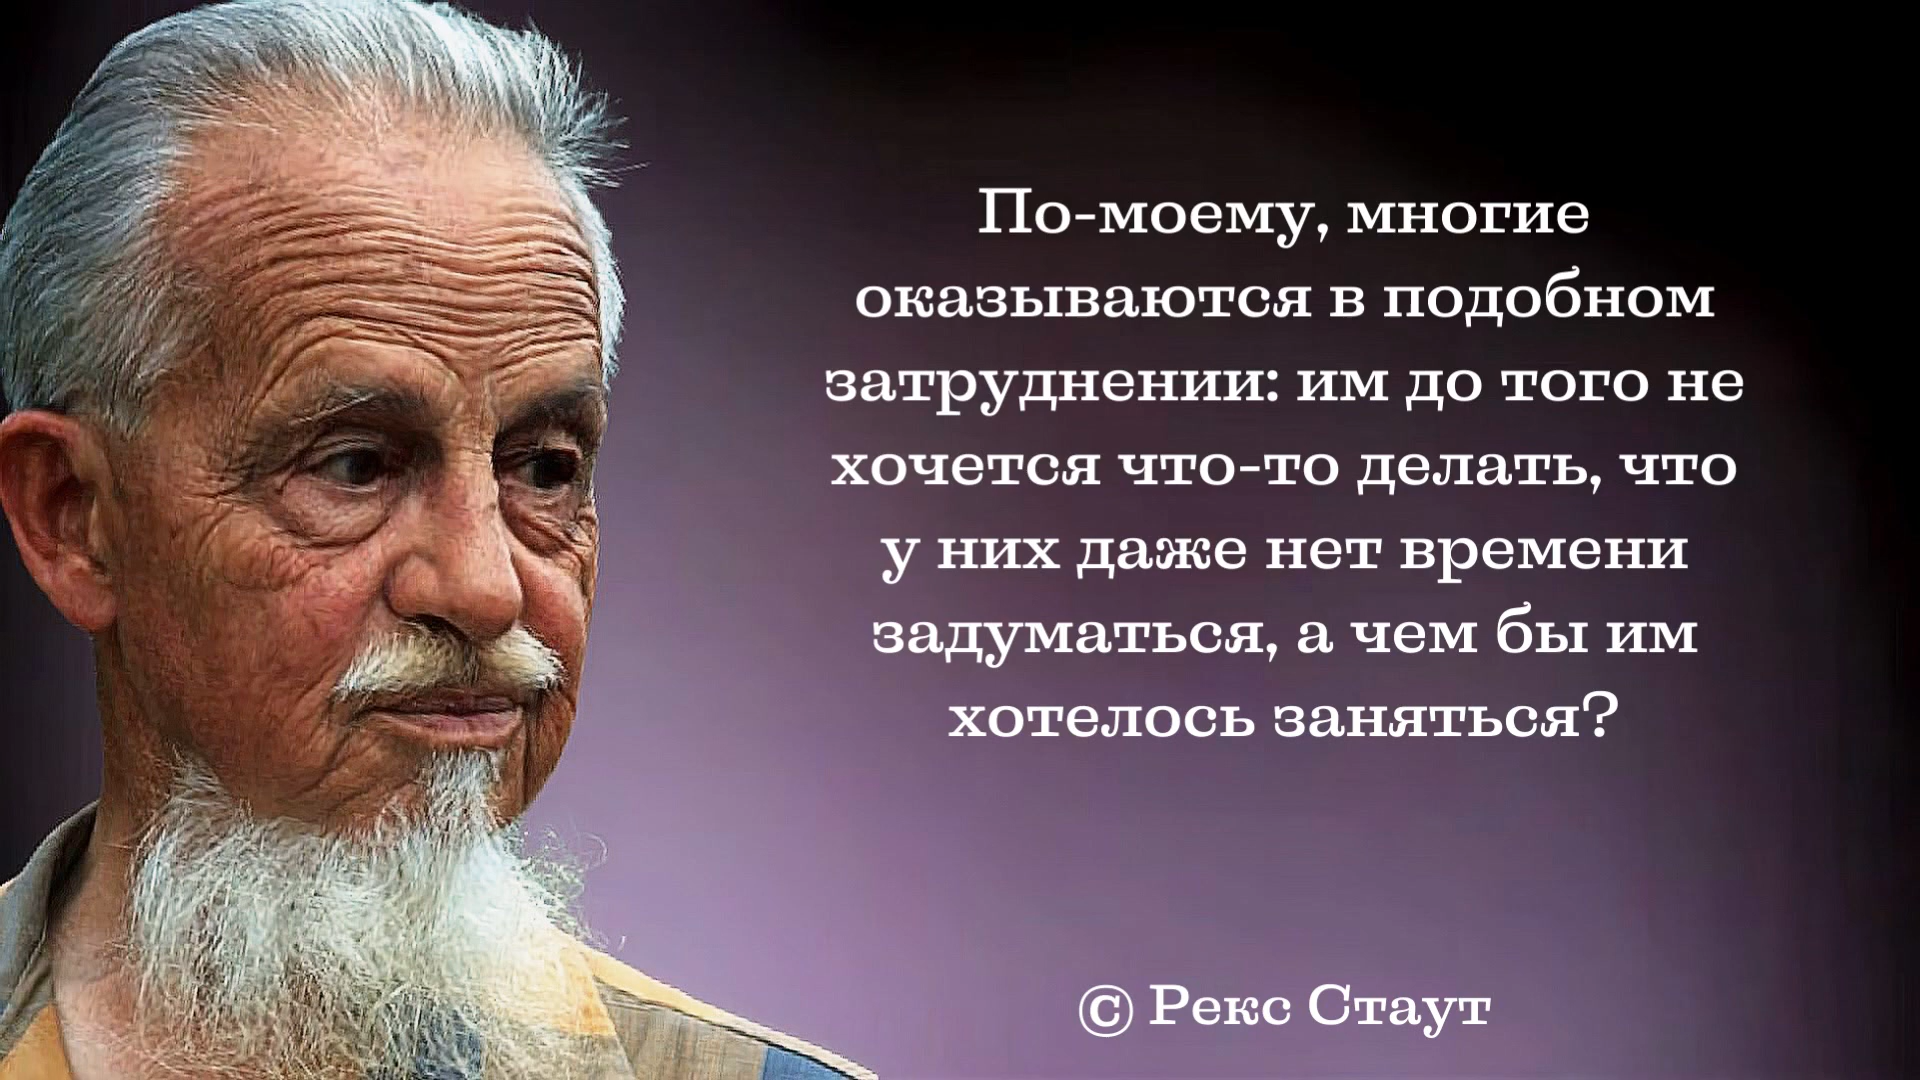 По-моему, многие
оказываются в подобном
затруднении: им до того не
хочется что-то делать, что
у них даже нет времени
задуматься, а чем бы им
хотелось заняться?
© Рекс Стаут